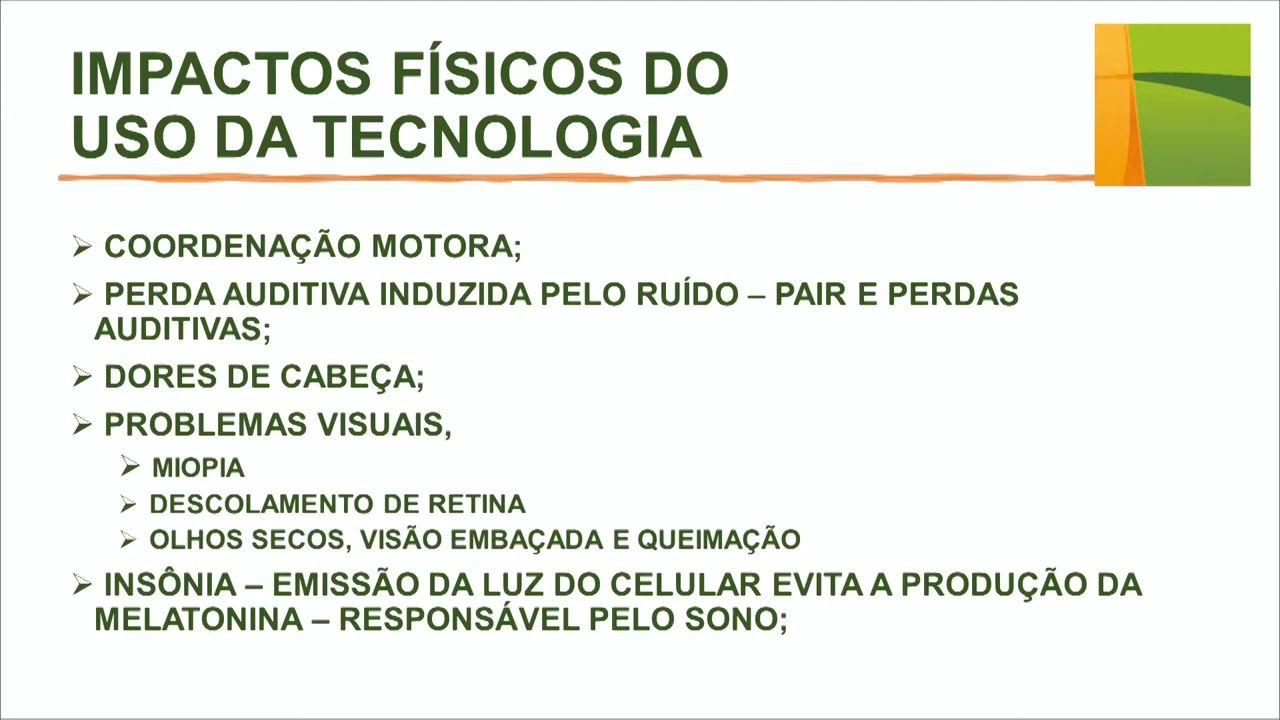 IMPACTOS FÍSICOS DO
USO DA TECNOLOGIA
➢ COORDENAÇÃO MOTORA;
➢ PERDA AUDITIVA INDUZIDA PELO RUÍDO – PAIR E PERDAS
AUDITIVAS;
➢ DORES DE CABEÇA;
➢ PROBLEMAS VISUAIS,
➢ MIOPIA
➢ DESCOLAMENTO DE RETINA
➢ OLHOS SECOS, VISÃO EMBAÇADA E QUEIMAÇÃO
➢ INSÔNIA – EMISSÃO DA LUZ DO CELULAR EVITA A PRODUÇÃO DA
MELATONINA – RESPONSÁVEL PELO SONO;